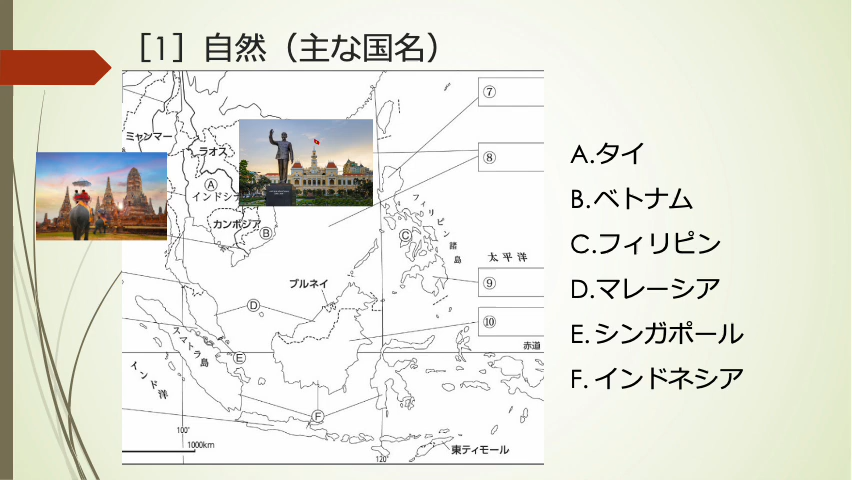 ［1］自然（主な国名）
⑦
ミャンマー
ラオス
⑧
A
インドシナ
カンボジア
B
フィリピン諸島
C
太平洋
ブルネイ
⑨
D
⑩
スマトラ島
赤道
E
インド洋
F
100°
1000km
120°
東ティモール
A.タイ
B.ベトナム
C.フィリピン
D.マレーシア
E.シンガポール
F.インドネシア